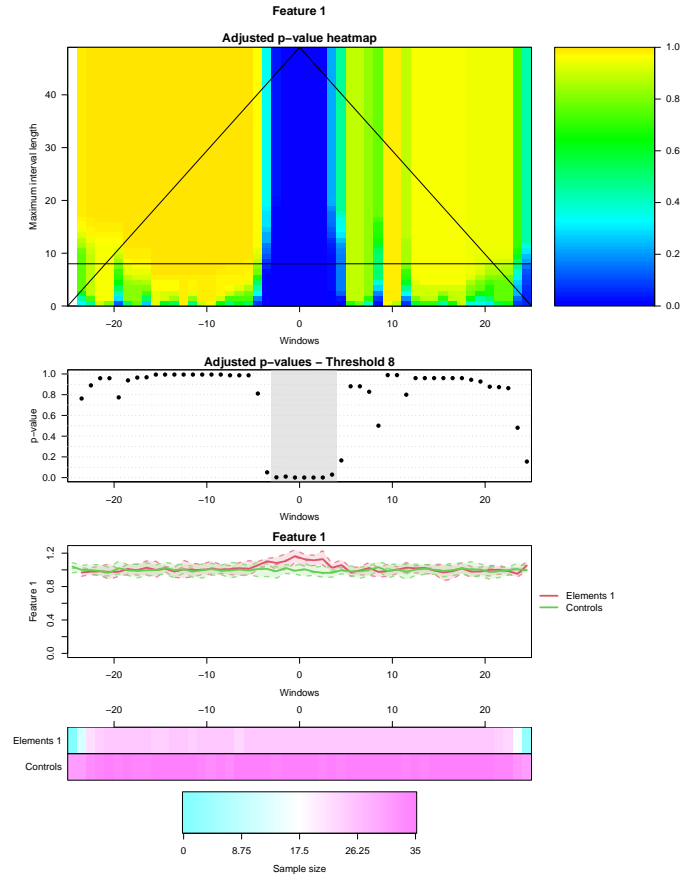 Feature 1
Adjusted p−value heatmap
Maximum interval length
40
30
20
10
0
−20 −10 0 10 20
Windows
1.0
0.8
0.6
0.4
0.2
0.0
Adjusted p−values − Threshold 8
p−value
1.0
0.8
0.6
0.4
0.2
0.0
−20 −10 0 10 20
Windows
Feature 1
Feature 1
1.2
0.8
0.4
0.0
−20 −10 0 10 20
Windows
Elements 1
Controls
−20 −10 0 10 20
Elements 1
Controls
0 8.75 17.5 26.25 35
Sample size